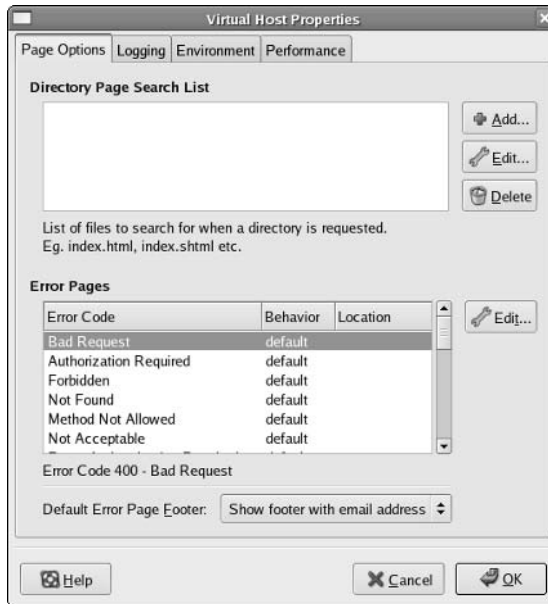 Virtual Host Properties
Page Options Logging Environment Performance
Directory Page Search List
Add...
Edit...
Delete
List of files to search for when a directory is requested.
Eg. index.html, index.shtml etc.
Error Pages
Error Code Behavior Location
Edit...
Bad Request default
Authorization Required default
Forbidden default
Not Found default
Method Not Allowed default
Not Acceptable default
Error Code 400 - Bad Request
Default Error Page Footer: Show footer with email address
Help Cancel OK